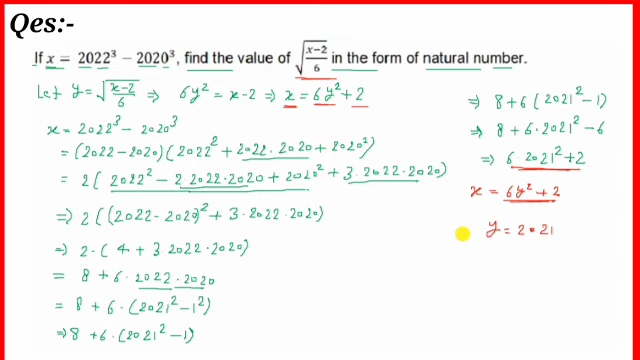 Qes:-
If x = 2022³ − 2020³, find the value of √((x−2)/6) in the form of natural number.
Let y = √((x−2)/6) ⇒ 6y² = x−2 ⇒ x = 6y² + 2
x = 2022³ − 2020³
= (2022 − 2020) (2022² + 2022.2020 + 2020²)
= 2 ( 2022² − 2.2022.2020 + 2020² + 3.2022.2020)
⇒ 2 ( (2022 − 2020)² + 3.2022.2020)
⇒ 2. ( 4 + 3 2022.2020)
= 8 + 6. 2022.2020
= 8 + 6. (2021² − 1²)
⇒ 8 + 6. (2021² − 1)
⇒ 8 + 6 (2021² − 1)
⇒ 8 + 6.2021² − 6
⇒ 6 2021² + 2
x = 6y² + 2
y = 2021